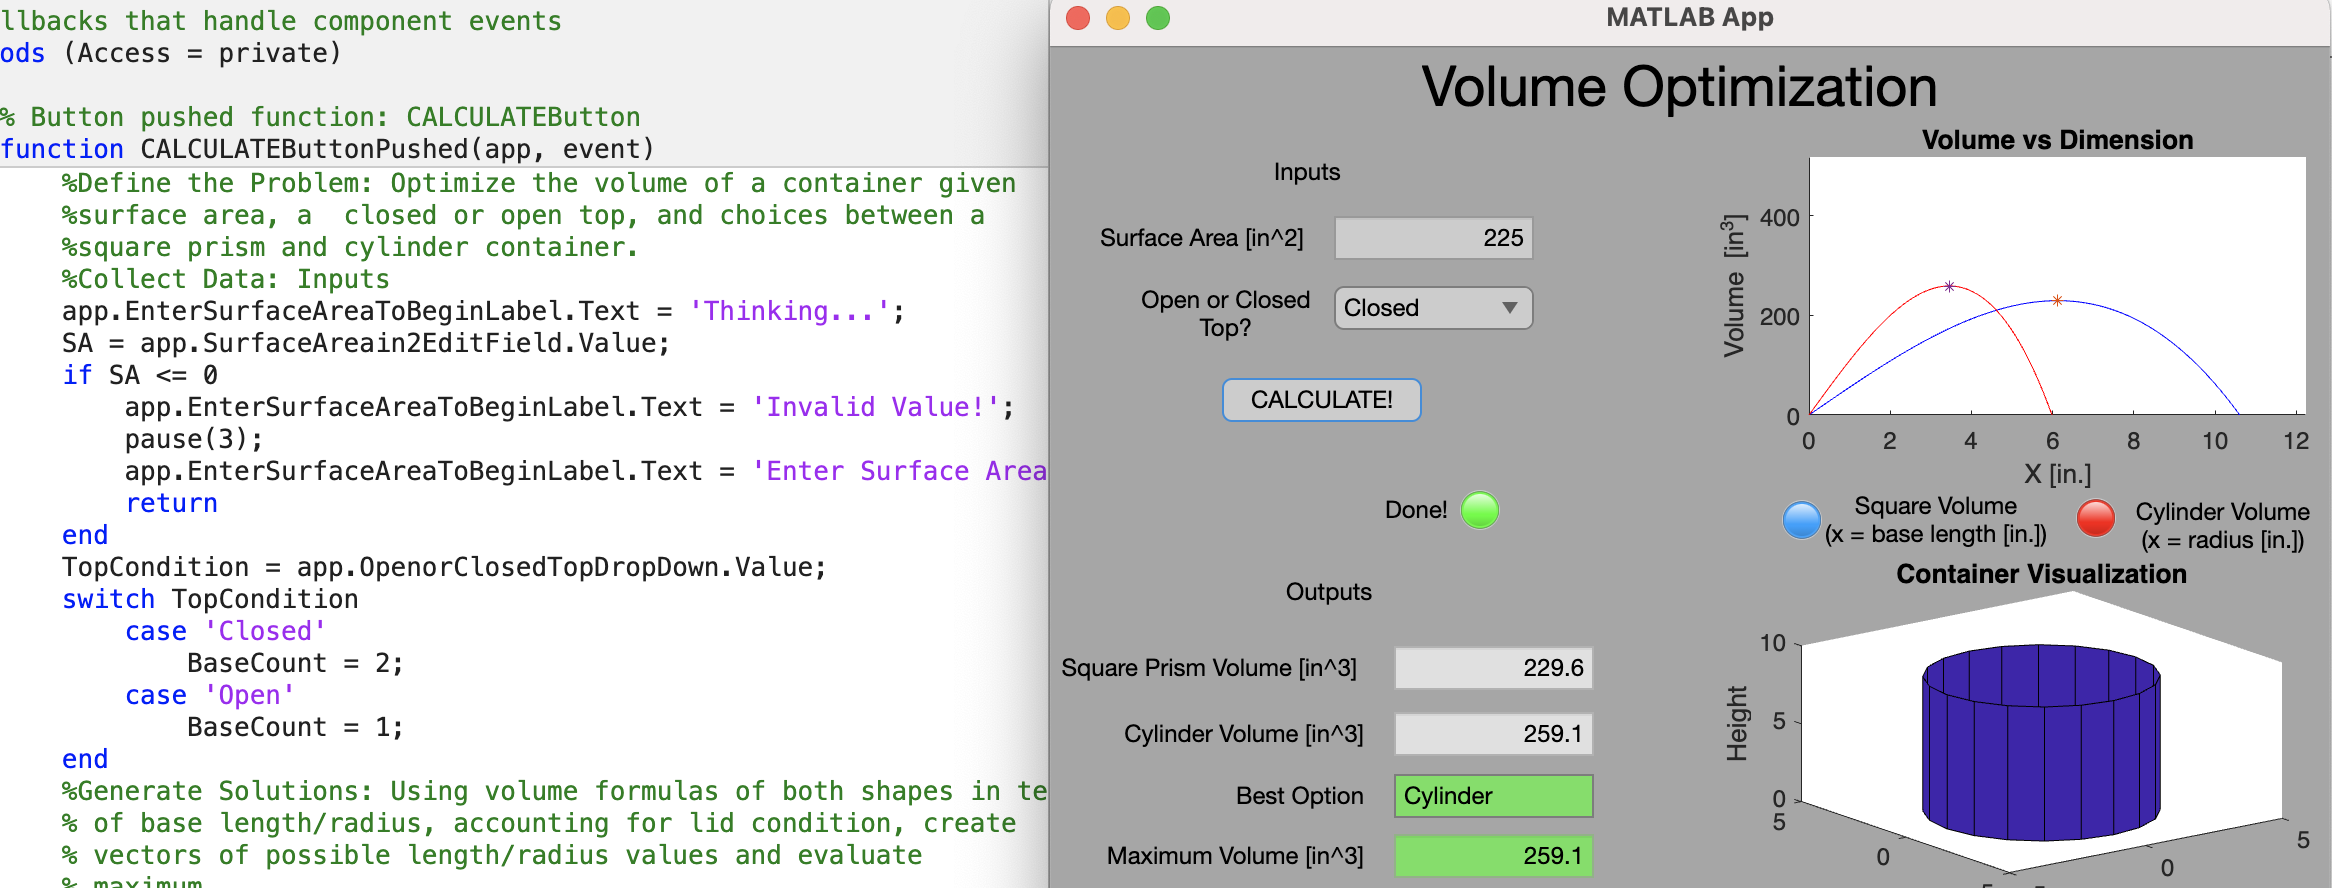 llbacks that handle component events
ods (Access = private)
% Button pushed function: CALCULATEButton
function CALCULATEButtonPushed(app, event)
%Define the Problem: Optimize the volume of a container given
%surface area, a  closed or open top, and choices between a
%square prism and cylinder container.
%Collect Data: Inputs
app.EnterSurfaceAreaToBeginLabel.Text = 'Thinking...';
SA = app.SurfaceAreain2EditField.Value;
if SA <= 0
app.EnterSurfaceAreaToBeginLabel.Text = 'Invalid Value!';
pause(3);
app.EnterSurfaceAreaToBeginLabel.Text = 'Enter Surface Area
return
end
TopCondition = app.OpenorClosedTopDropDown.Value;
switch TopCondition
case 'Closed'
BaseCount = 2;
case 'Open'
BaseCount = 1;
end
%Generate Solutions: Using volume formulas of both shapes in te
% of base length/radius, accounting for lid condition, create
% vectors of possible length/radius values and evaluate
% maximum
MATLAB App
Volume Optimization
Inputs
Surface Area [in^2]
225
Open or Closed
Top?
Closed
CALCULATE!
Done!
Outputs
Square Prism Volume [in^3]
229.6
Cylinder Volume [in^3]
259.1
Best Option
Cylinder
Maximum Volume [in^3]
259.1
Volume vs Dimension
Volume [in³]
400
200
0
0 2 4 6 8 10 12
X [in.]
Square Volume
(x = base length [in.])
Cylinder Volume
(x = radius [in.])
Container Visualization
Height
10
5
0
5
0
5
0